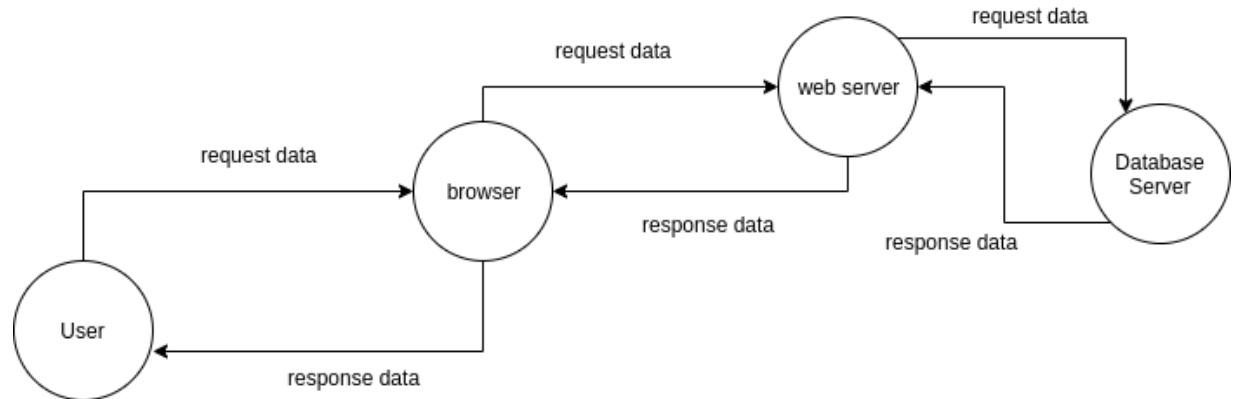 request data
request data
web server
request data
Database
Server
browser
response data
response data
User
response data